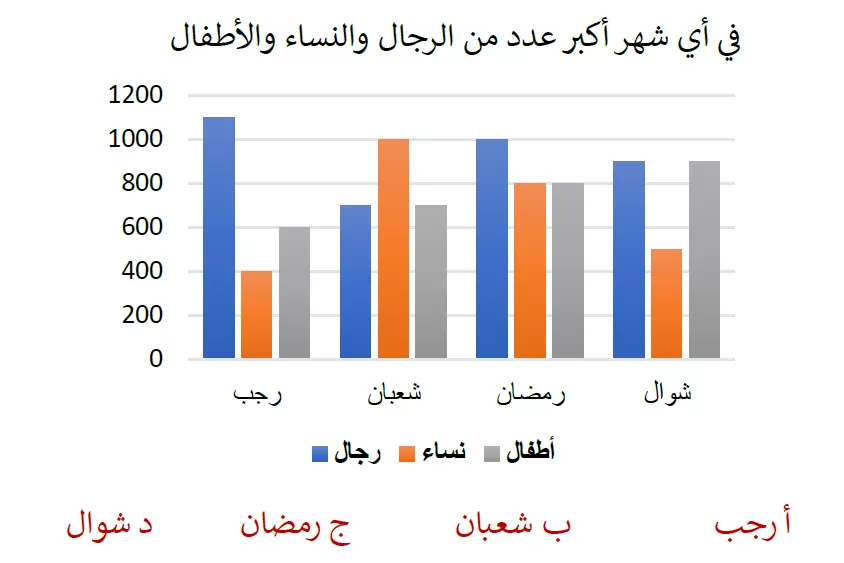 في أي شهر أكبر عدد من الرجال والنساء والأطفال
1200
1000
800
600
400
200
0
رجب شعبان رمضان شوال
رجال نساء أطفال
أ رجب ب شعبان ج رمضان د شوال